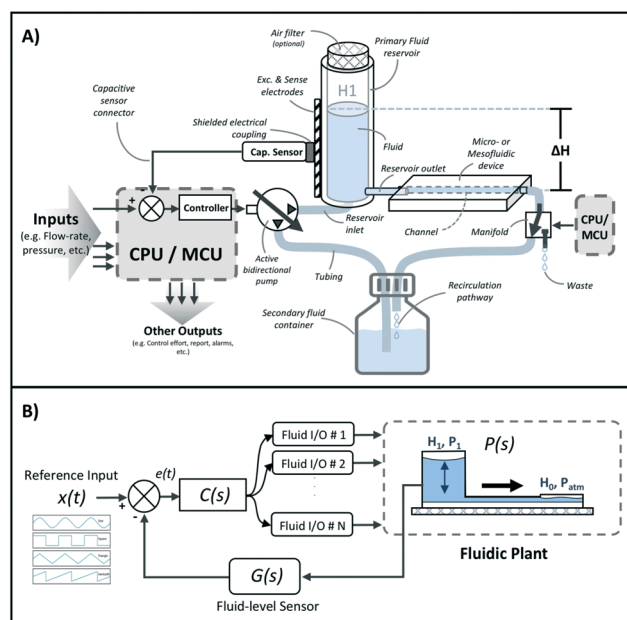 A)
Air filter
(optional)
Primary Fluid
reservoir
Exc. & Sense
electrodes
H1
Capacitive
sensor
connector
Shielded electrical
coupling
Cap. Sensor
Fluid
Micro- or
Mesofluidic
device
ΔH
Reservoir outlet
-
+
Controller
Inputs
(e.g. Flow-rate,
pressure, etc.)
CPU / MCU
Reservoir
inlet
Channel
Manifold
CPU/
MCU
Active
bidirectional
pump
Tubing
Waste
Recirculation
pathway
Secondary fluid
container
Other Outputs
(e.g. Control effort, report, alarms,
etc.)
B)
Fluid I/O # 1
Fluid I/O # 2
Fluid I/O # N
Reference Input
x(t)
+
-
e(t)
C(s)
H1, P1
P(s)
H0, Patm
Fluidic Plant
G(s)
Fluid-level Sensor